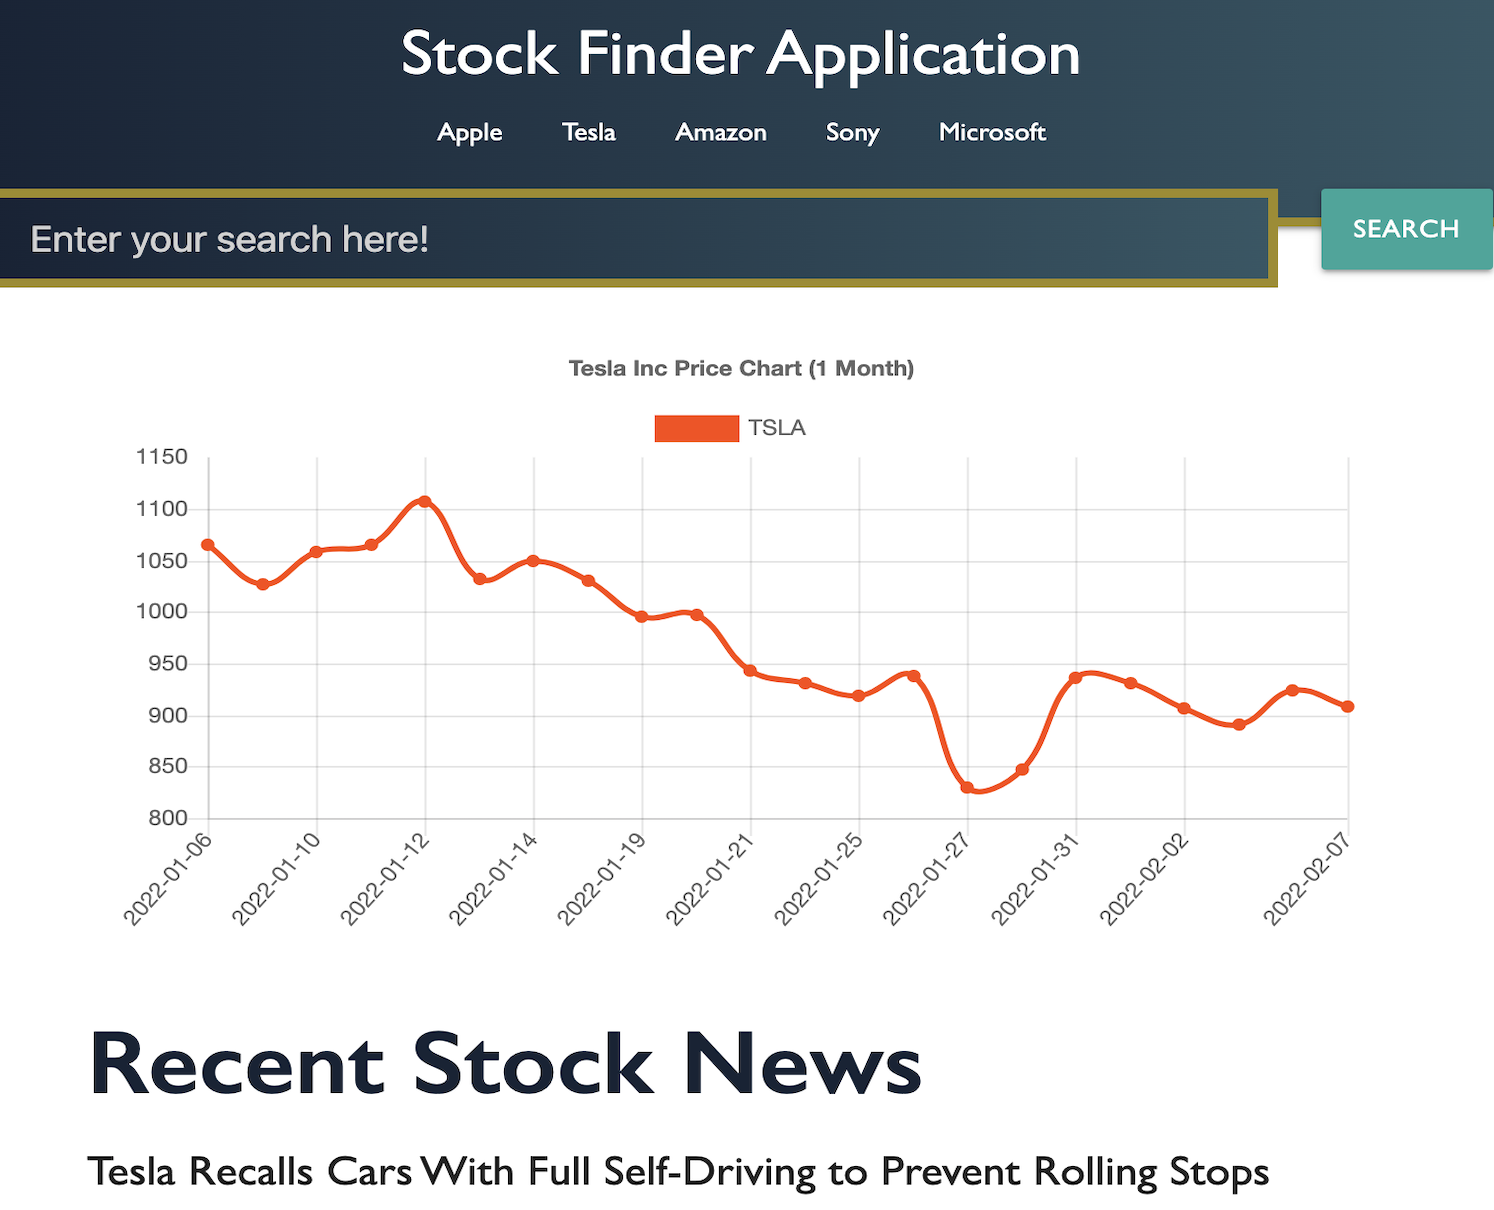 Stock Finder Application
Apple Tesla Amazon Sony Microsoft
Enter your search here!
SEARCH
Tesla Inc Price Chart (1 Month)
TSLA
1150
1100
1050
1000
950
900
850
800
2022-01-06
2022-01-10
2022-01-12
2022-01-14
2022-01-19
2022-01-21
2022-01-25
2022-01-27
2022-01-31
2022-02-02
2022-02-07
Recent Stock News
Tesla Recalls Cars With Full Self-Driving to Prevent Rolling Stops